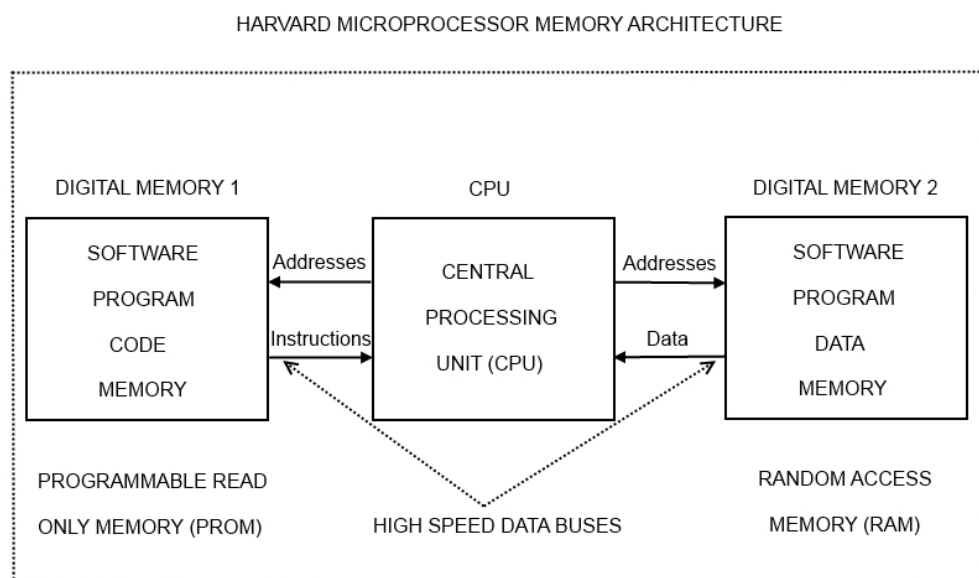 HARVARD MICROPROCESSOR MEMORY ARCHITECTURE
DIGITAL MEMORY 1
CPU
DIGITAL MEMORY 2
SOFTWARE
PROGRAM
CODE
MEMORY
Addresses
Instructions
CENTRAL
PROCESSING
UNIT (CPU)
Addresses
Data
SOFTWARE
PROGRAM
DATA
MEMORY
PROGRAMMABLE READ
ONLY MEMORY (PROM)
HIGH SPEED DATA BUSES
RANDOM ACCESS
MEMORY (RAM)